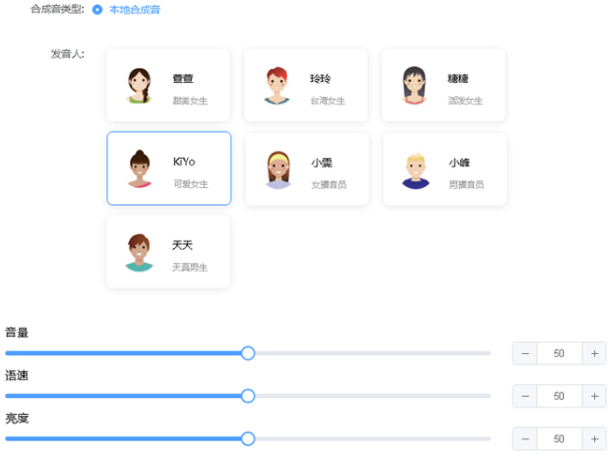 合成音类型: 本地合成音
发音人:
萱萱 玲玲 糖糖
甜美女生 台湾女生 活泼女生
KiYo 小雯 小峰
可爱女生 女播音员 男播音员
天天
天真男生
音量
50
语速
50
亮度
50